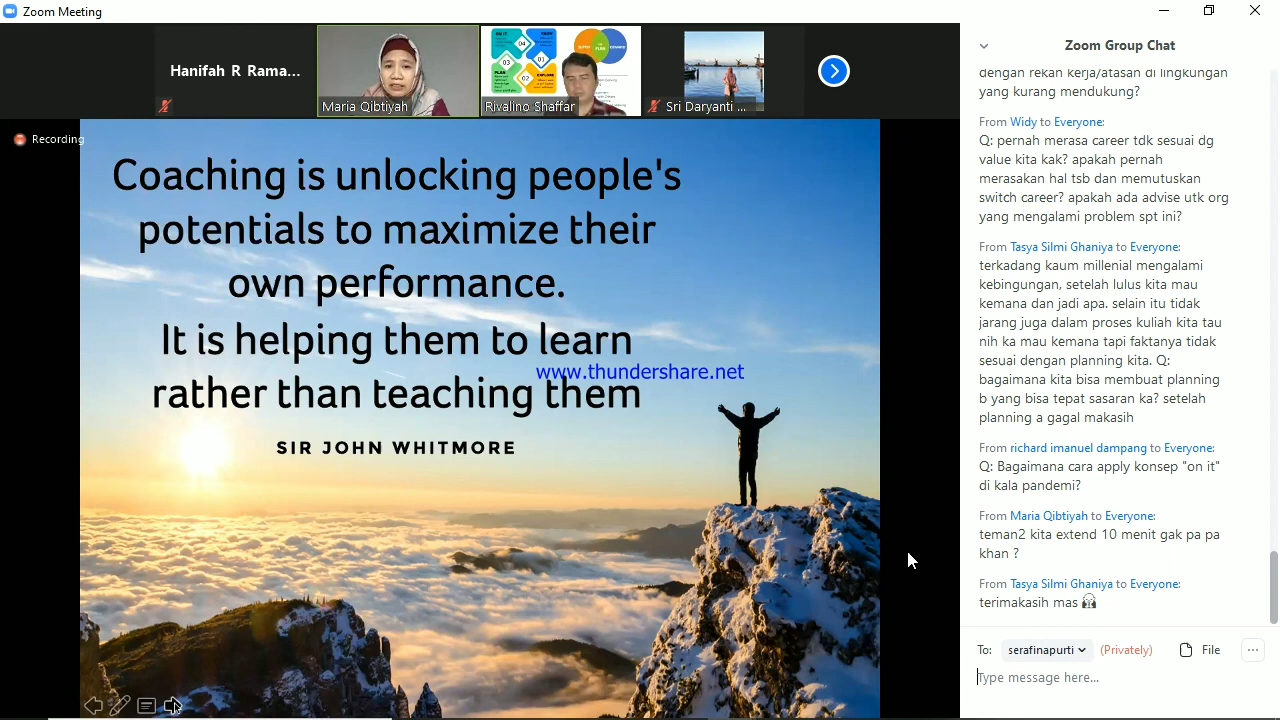 Zoom Meeting
Hanifah R Rama...
Maria Qibtiyah
ON IT
04
03
01
02
PLAN
EXPLORE
Rivalino Shaffar
Sri Daryanti ...
Recording
Coaching is unlocking people's
potentials to maximize their
own performance.
It is helping them to learn
rather than teaching them
www.thundershare.net
SIR JOHN WHITMORE
Zoom Group Chat
yang kurang mendukung?
From Widy to Everyone:
Q: pernah merasa career tdk sesuai dg
value kita kak? apakah pernah
merasakan hal tsb dan memutuskan
switch career? apakah ada advise utk org
yang mengalami problem spt ini?
From Tasya Silmi Ghaniya to Everyone:
terkadang kaum millenial mengalami
kebingungan, setelah lulus kita mau
kemana dan jadi apa. selain itu tidak
jarang juga dalam proses kuliah kita tau
nih ka mau kemana tapi faktanya tidak
sesuai dengan planning kita. Q:
bagaimana kita bisa membuat planning
b yang bisa tepat sasaran ka? setelah
planning a gagal makasih
From richard imanuel dampang to Everyone:
Q: Bagaimana cara apply konsep "on it"
di kala pandemi?
From Maria Qibtiyah to Everyone:
teman2 kita extend 10 menit gak pa pa
khan ?
From Tasya Silmi Ghaniya to Everyone:
terimakasih mas
To: serafinapurti (Privately) File
Type message here...